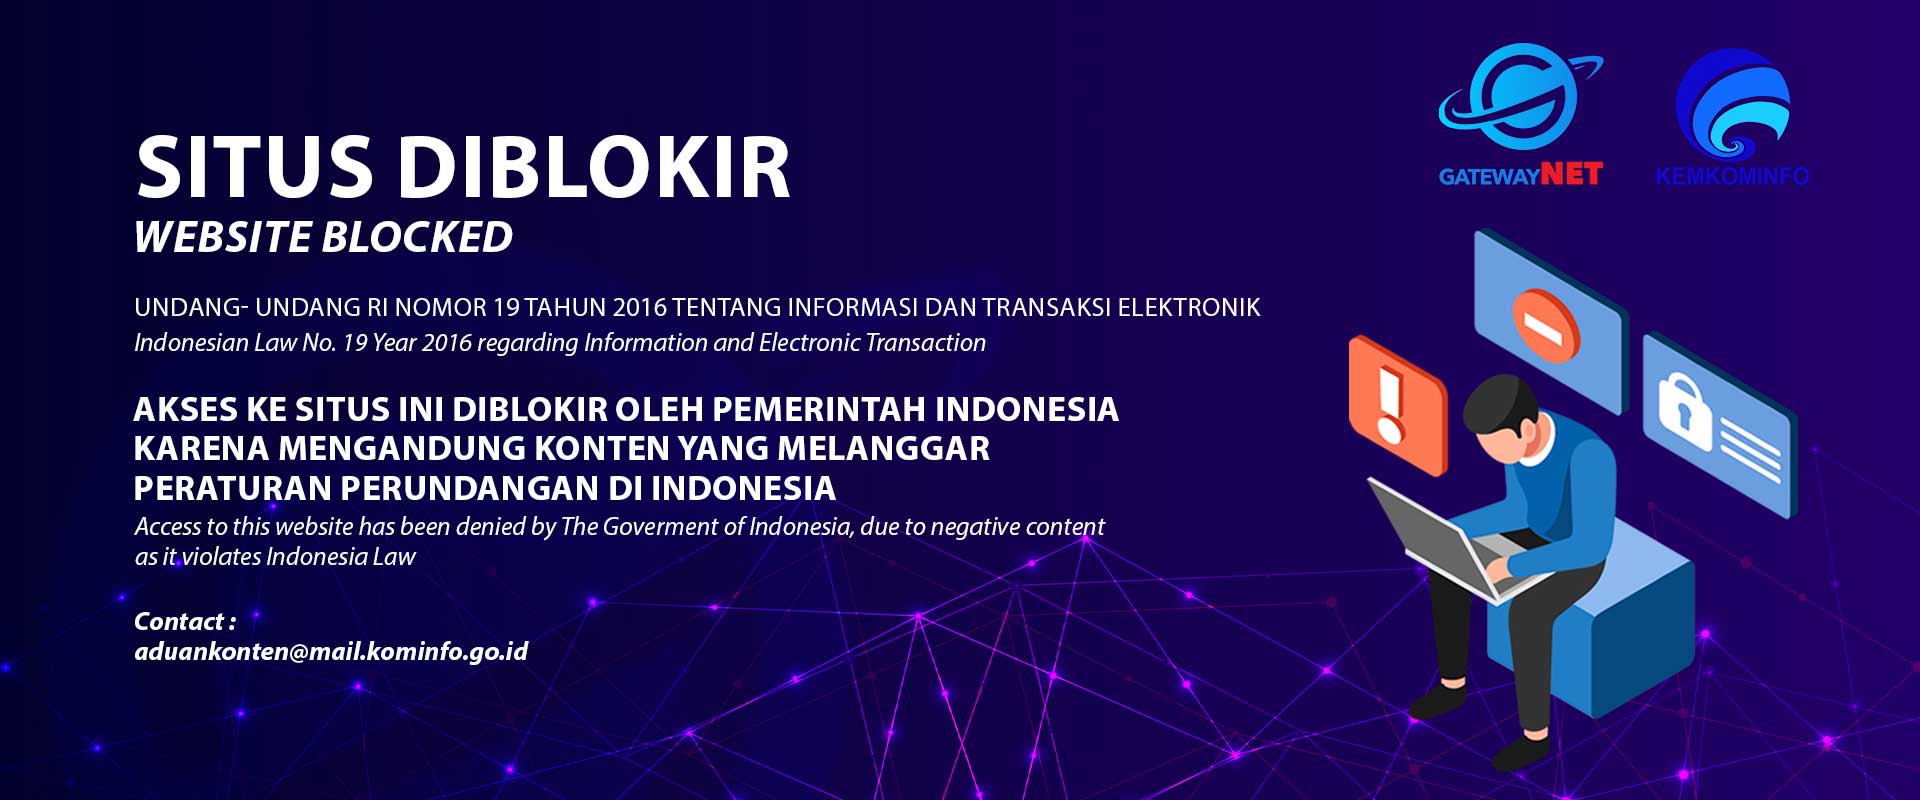 SITUS DIBLOKIR
WEBSITE BLOCKED
UNDANG- UNDANG RI NOMOR 19 TAHUN 2016 TENTANG INFORMASI DAN TRANSAKSI ELEKTRONIK
Indonesian Law No. 19 Year 2016 regarding Information and Electronic Transaction
AKSES KE SITUS INI DIBLOKIR OLEH PEMERINTAH INDONESIA
KARENA MENGANDUNG KONTEN YANG MELANGGAR
PERATURAN PERUNDANGAN DI INDONESIA
Access to this website has been denied by The Goverment of Indonesia, due to negative content
as it violates Indonesia Law
Contact :
aduankonten@mail.kominfo.go.id
GATEWAYNET
KEMKOMINFO